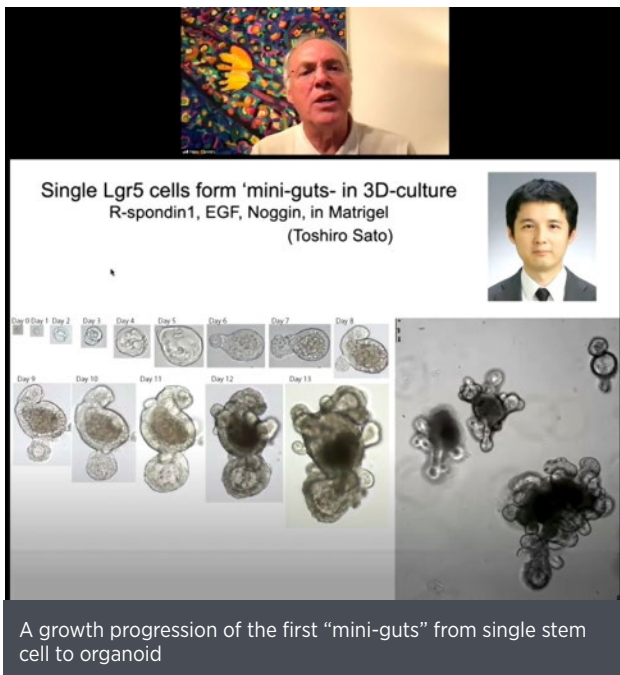 Single Lgr5 cells form ‘mini-guts- in 3D-culture
R-spondin1, EGF, Noggin, in Matrigel
(Toshiro Sato)
Day 0 Day 1 Day 2 Day 3 Day 4 Day 5 Day 6 Day 7 Day 8
Day 9 Day 10 Day 11 Day 12 Day 13
A growth progression of the first “mini-guts” from single stem
cell to organoid